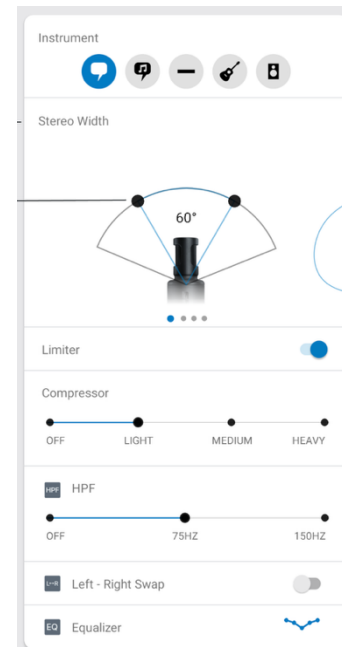 Instrument
Stereo Width
60°
Limiter
Compressor
OFF LIGHT MEDIUM HEAVY
HPF HPF
OFF 75HZ 150HZ
L↔R Left - Right Swap
EQ Equalizer